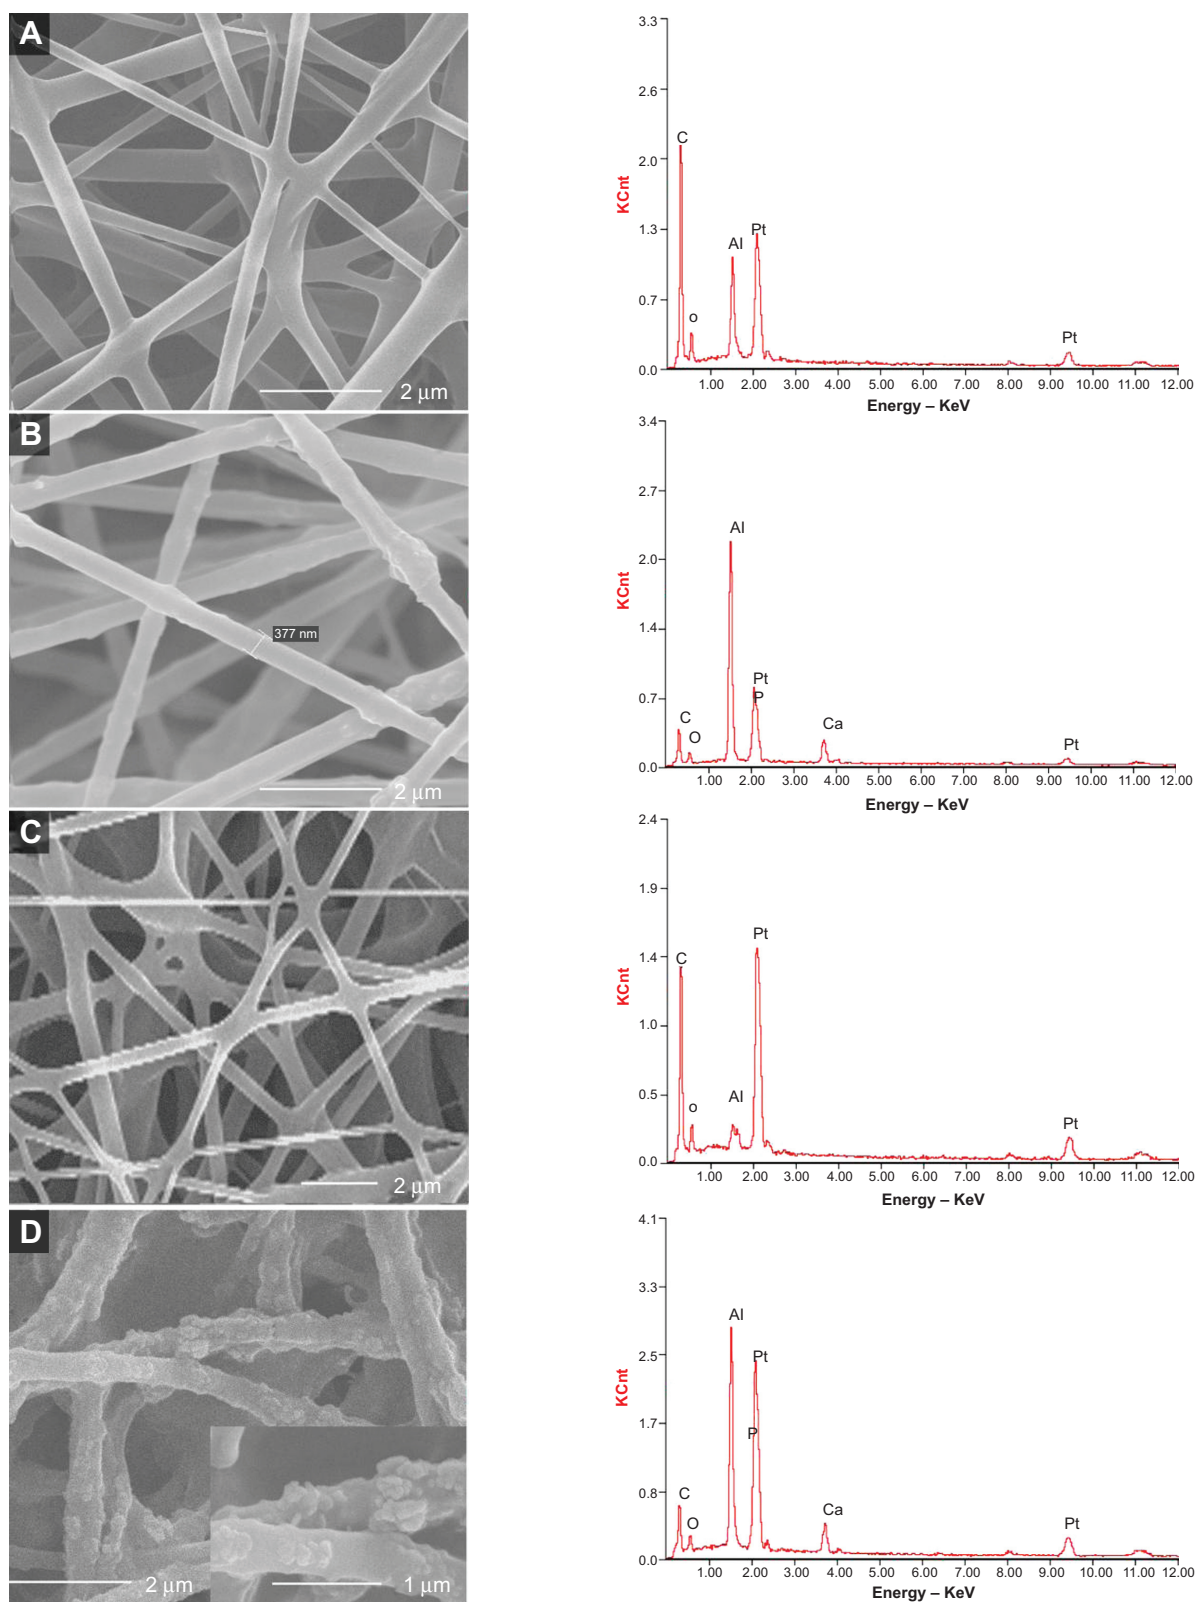 A
2 μm
3.3
2.6
2.0
1.3
0.7
0.0
KCnt
C
o
Al
Pt
Pt
1.00 2.00 3.00 4.00 5.00 6.00 7.00 8.00 9.00 10.00 11.00 12.00
Energy – KeV
B
377 nm
2 μm
3.4
2.7
2.0
1.4
0.7
0.0
KCnt
C
O
Al
Pt
P
Ca
Pt
1.00 2.00 3.00 4.00 5.00 6.00 7.00 8.00 9.00 10.00 11.00 12.00
Energy – KeV
C
2 μm
2.4
1.9
1.4
1.0
0.5
0.0
KCnt
C
o
Al
Pt
Pt
1.00 2.00 3.00 4.00 5.00 6.00 7.00 8.00 9.00 10.00 11.00 12.00
Energy – KeV
D
2 μm
1 μm
4.1
3.3
2.5
1.7
0.8
0.0
KCnt
C
O
Al
Pt
P
Ca
Pt
1.00 2.00 3.00 4.00 5.00 6.00 7.00 8.00 9.00 10.00 11.00 12.00
Energy – KeV